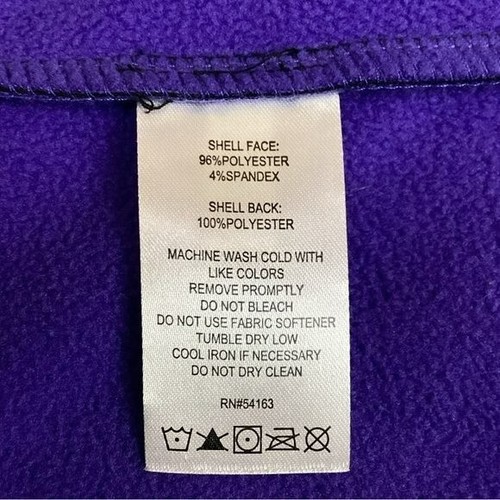 SHELL FACE:
96%POLYESTER
4%SPANDEX
SHELL BACK:
100%POLYESTER
MACHINE WASH COLD WITH
LIKE COLORS
REMOVE PROMPTLY
DO NOT BLEACH
DO NOT USE FABRIC SOFTENER
TUMBLE DRY LOW
COOL IRON IF NECESSARY
DO NOT DRY CLEAN
RN#54163